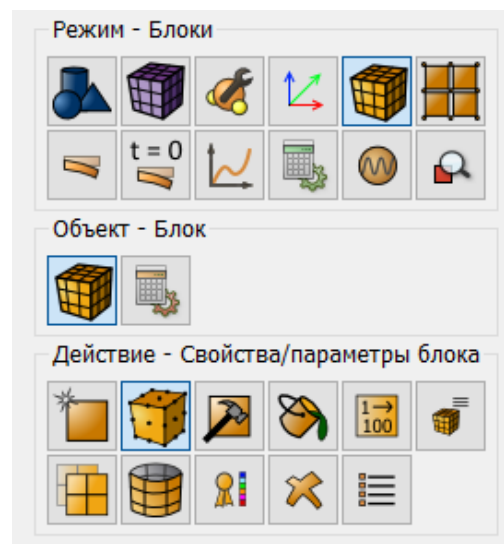 Режим - Блоки
t = 0
Объект - Блок
Действие - Свойства/параметры блока
1→
100